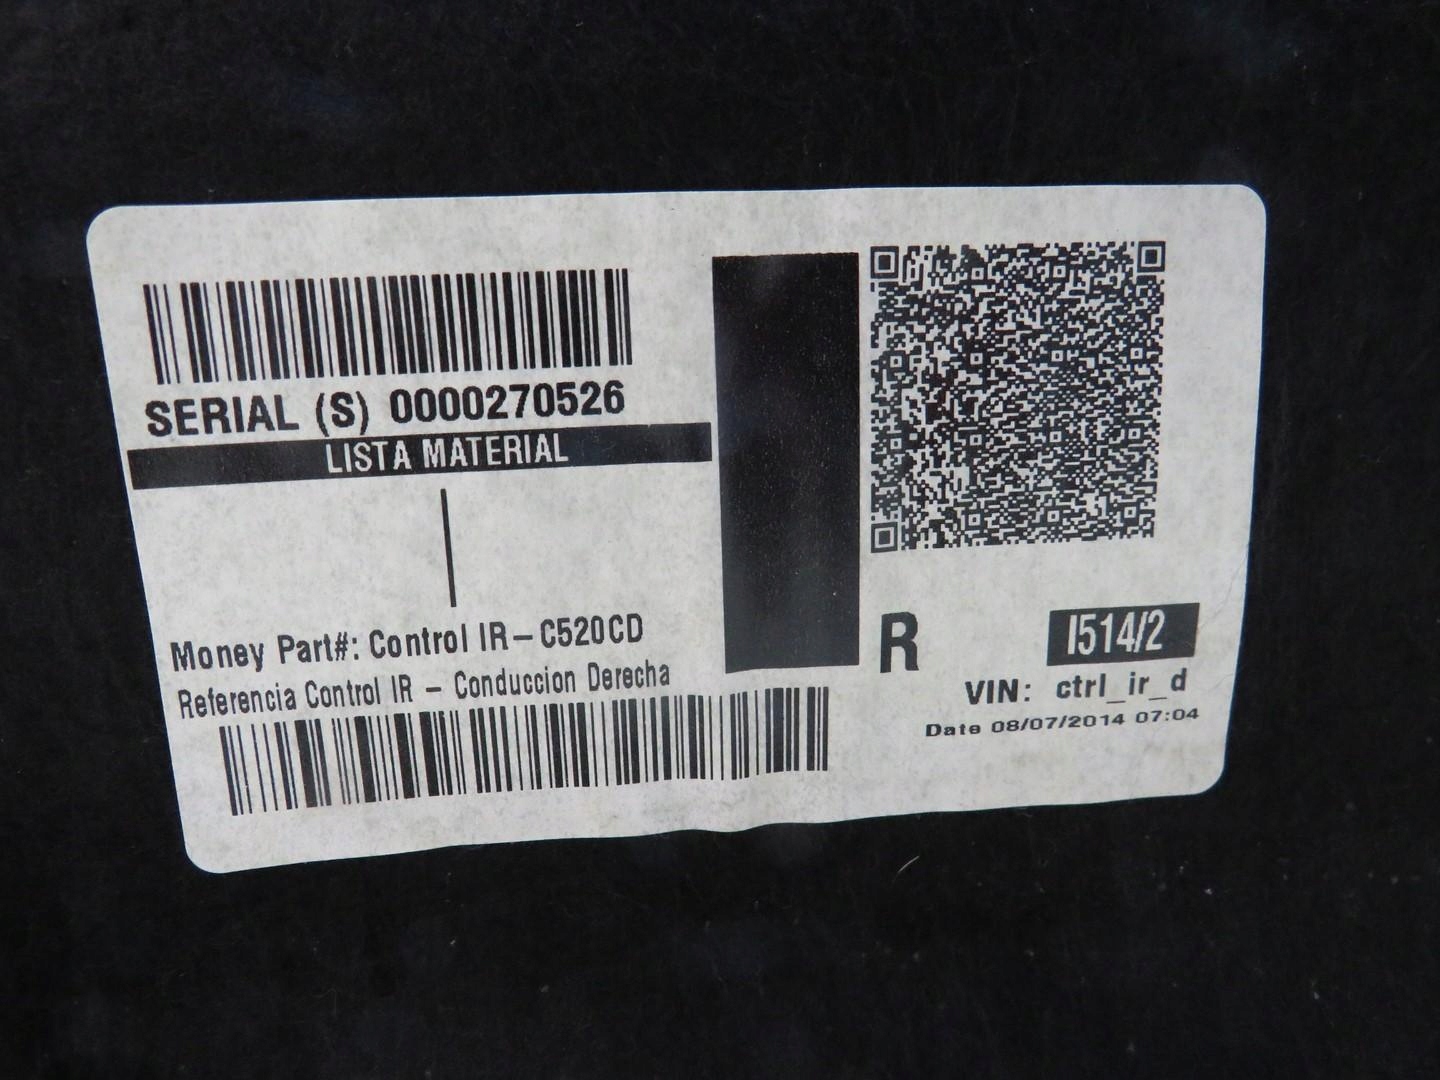 SERIAL (S) 0000270526
LISTA MATERIAL
Money Part#: Control IR-C520CD
Referencia Control IR - Conduccion Derecha
R
I514/2
VIN: ctrl_ir_d
Date 08/07/2014 07:04